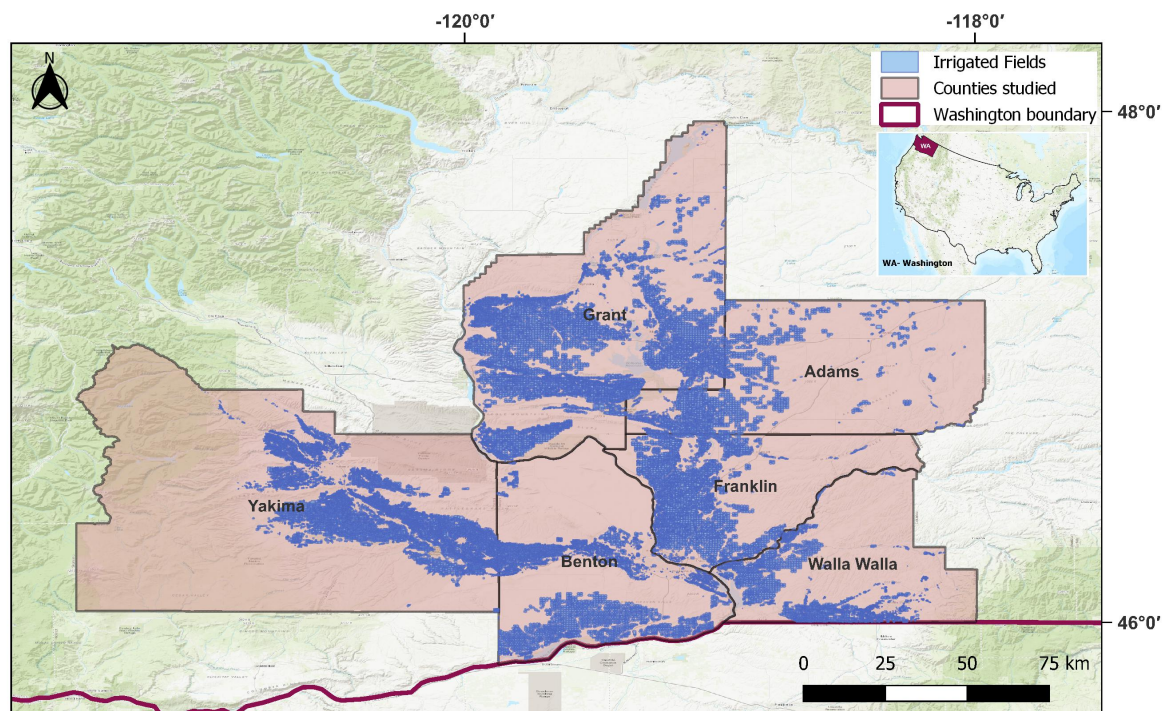 -120°0′ -118°0′
N
Irrigated Fields
Counties studied
Washington boundary
48°0′
WA
WA- Washington
Grant
Adams
Yakima
Franklin
Benton
Walla Walla
46°0′
0 25 50 75 km